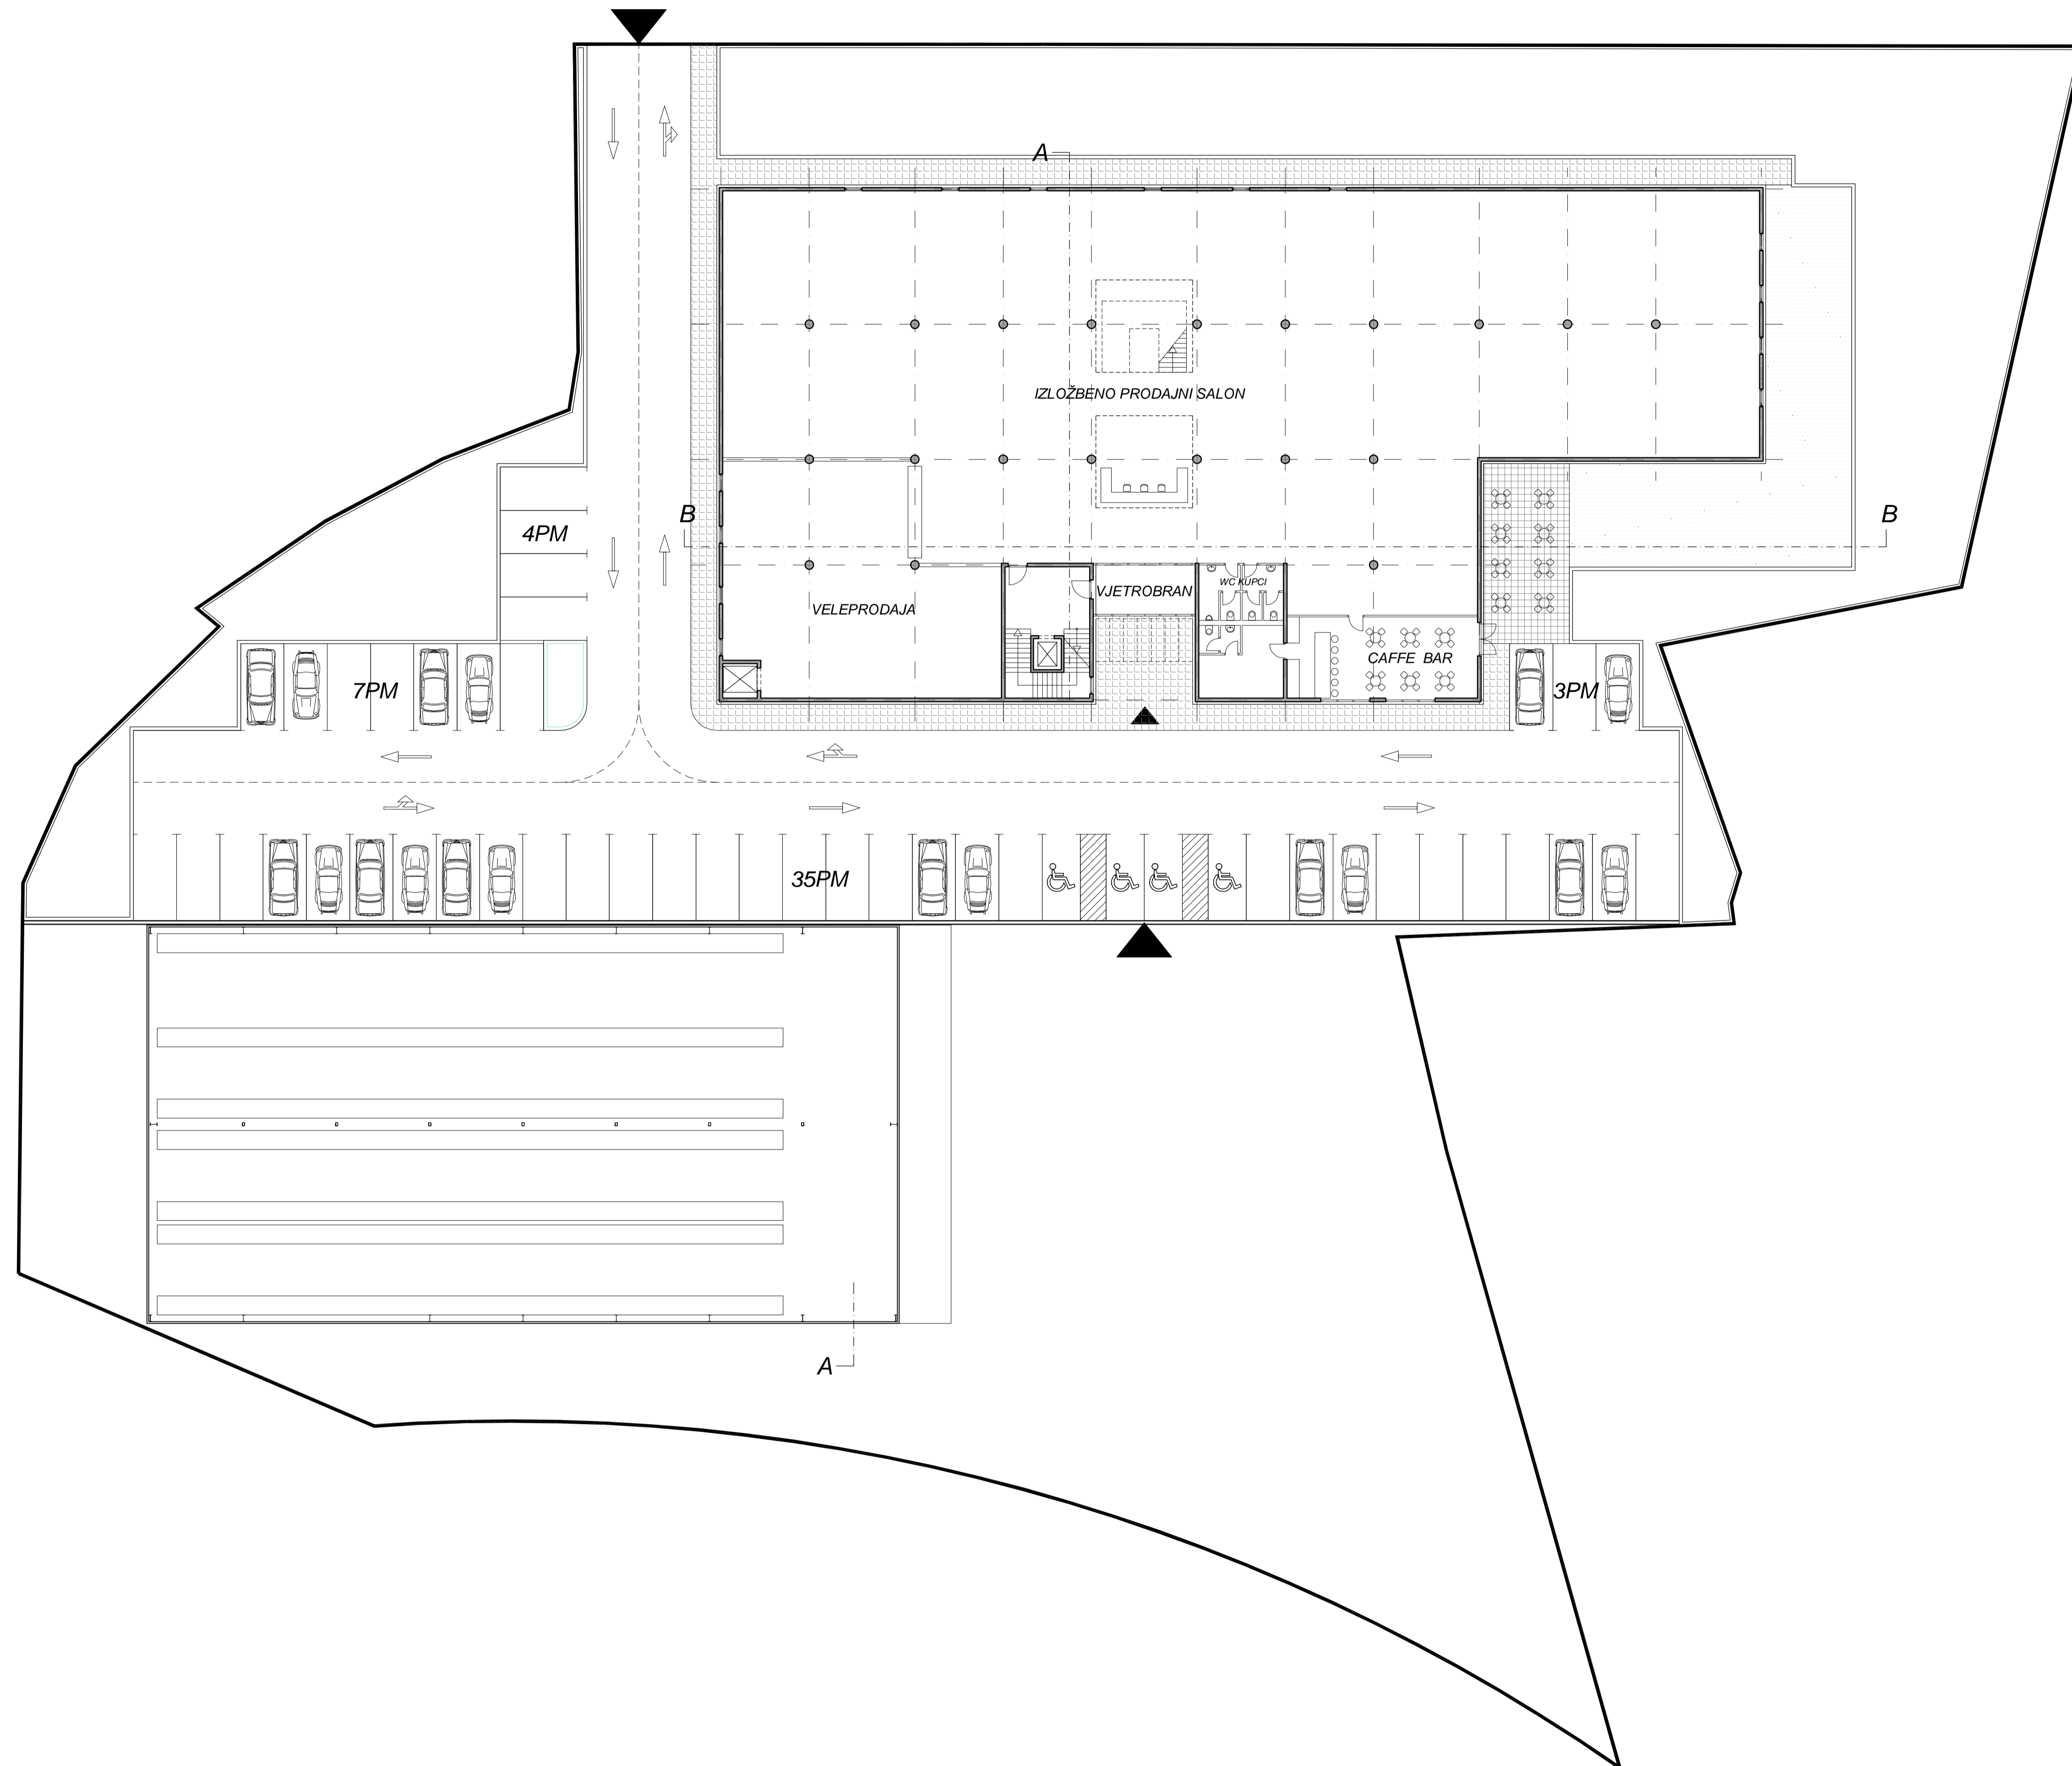 A
IZLOŽBENO PRODAJNI SALON
B
B
4PM
WC KUPCI
VJETROBRAN
VELEPRODAJA
CAFFE BAR
7PM
3PM
35PM
A